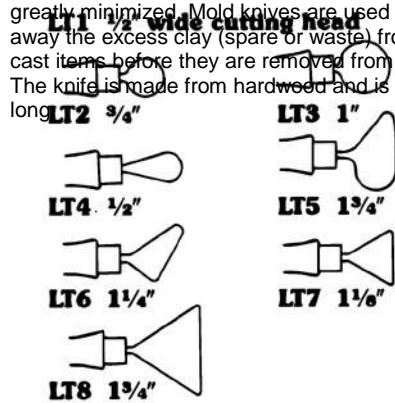 greatly minimized. Mold knives are used
LT1 ½" wide cutting head
away the excess clay (spare or waste) fro
cast items before they are removed from
The knife is made from hardwood and is
long.
LT2 ¾"
LT3 1"
LT4 ½"
LT5 1¾"
LT6 1¼"
LT7 1⅛"
LT8 1¾"